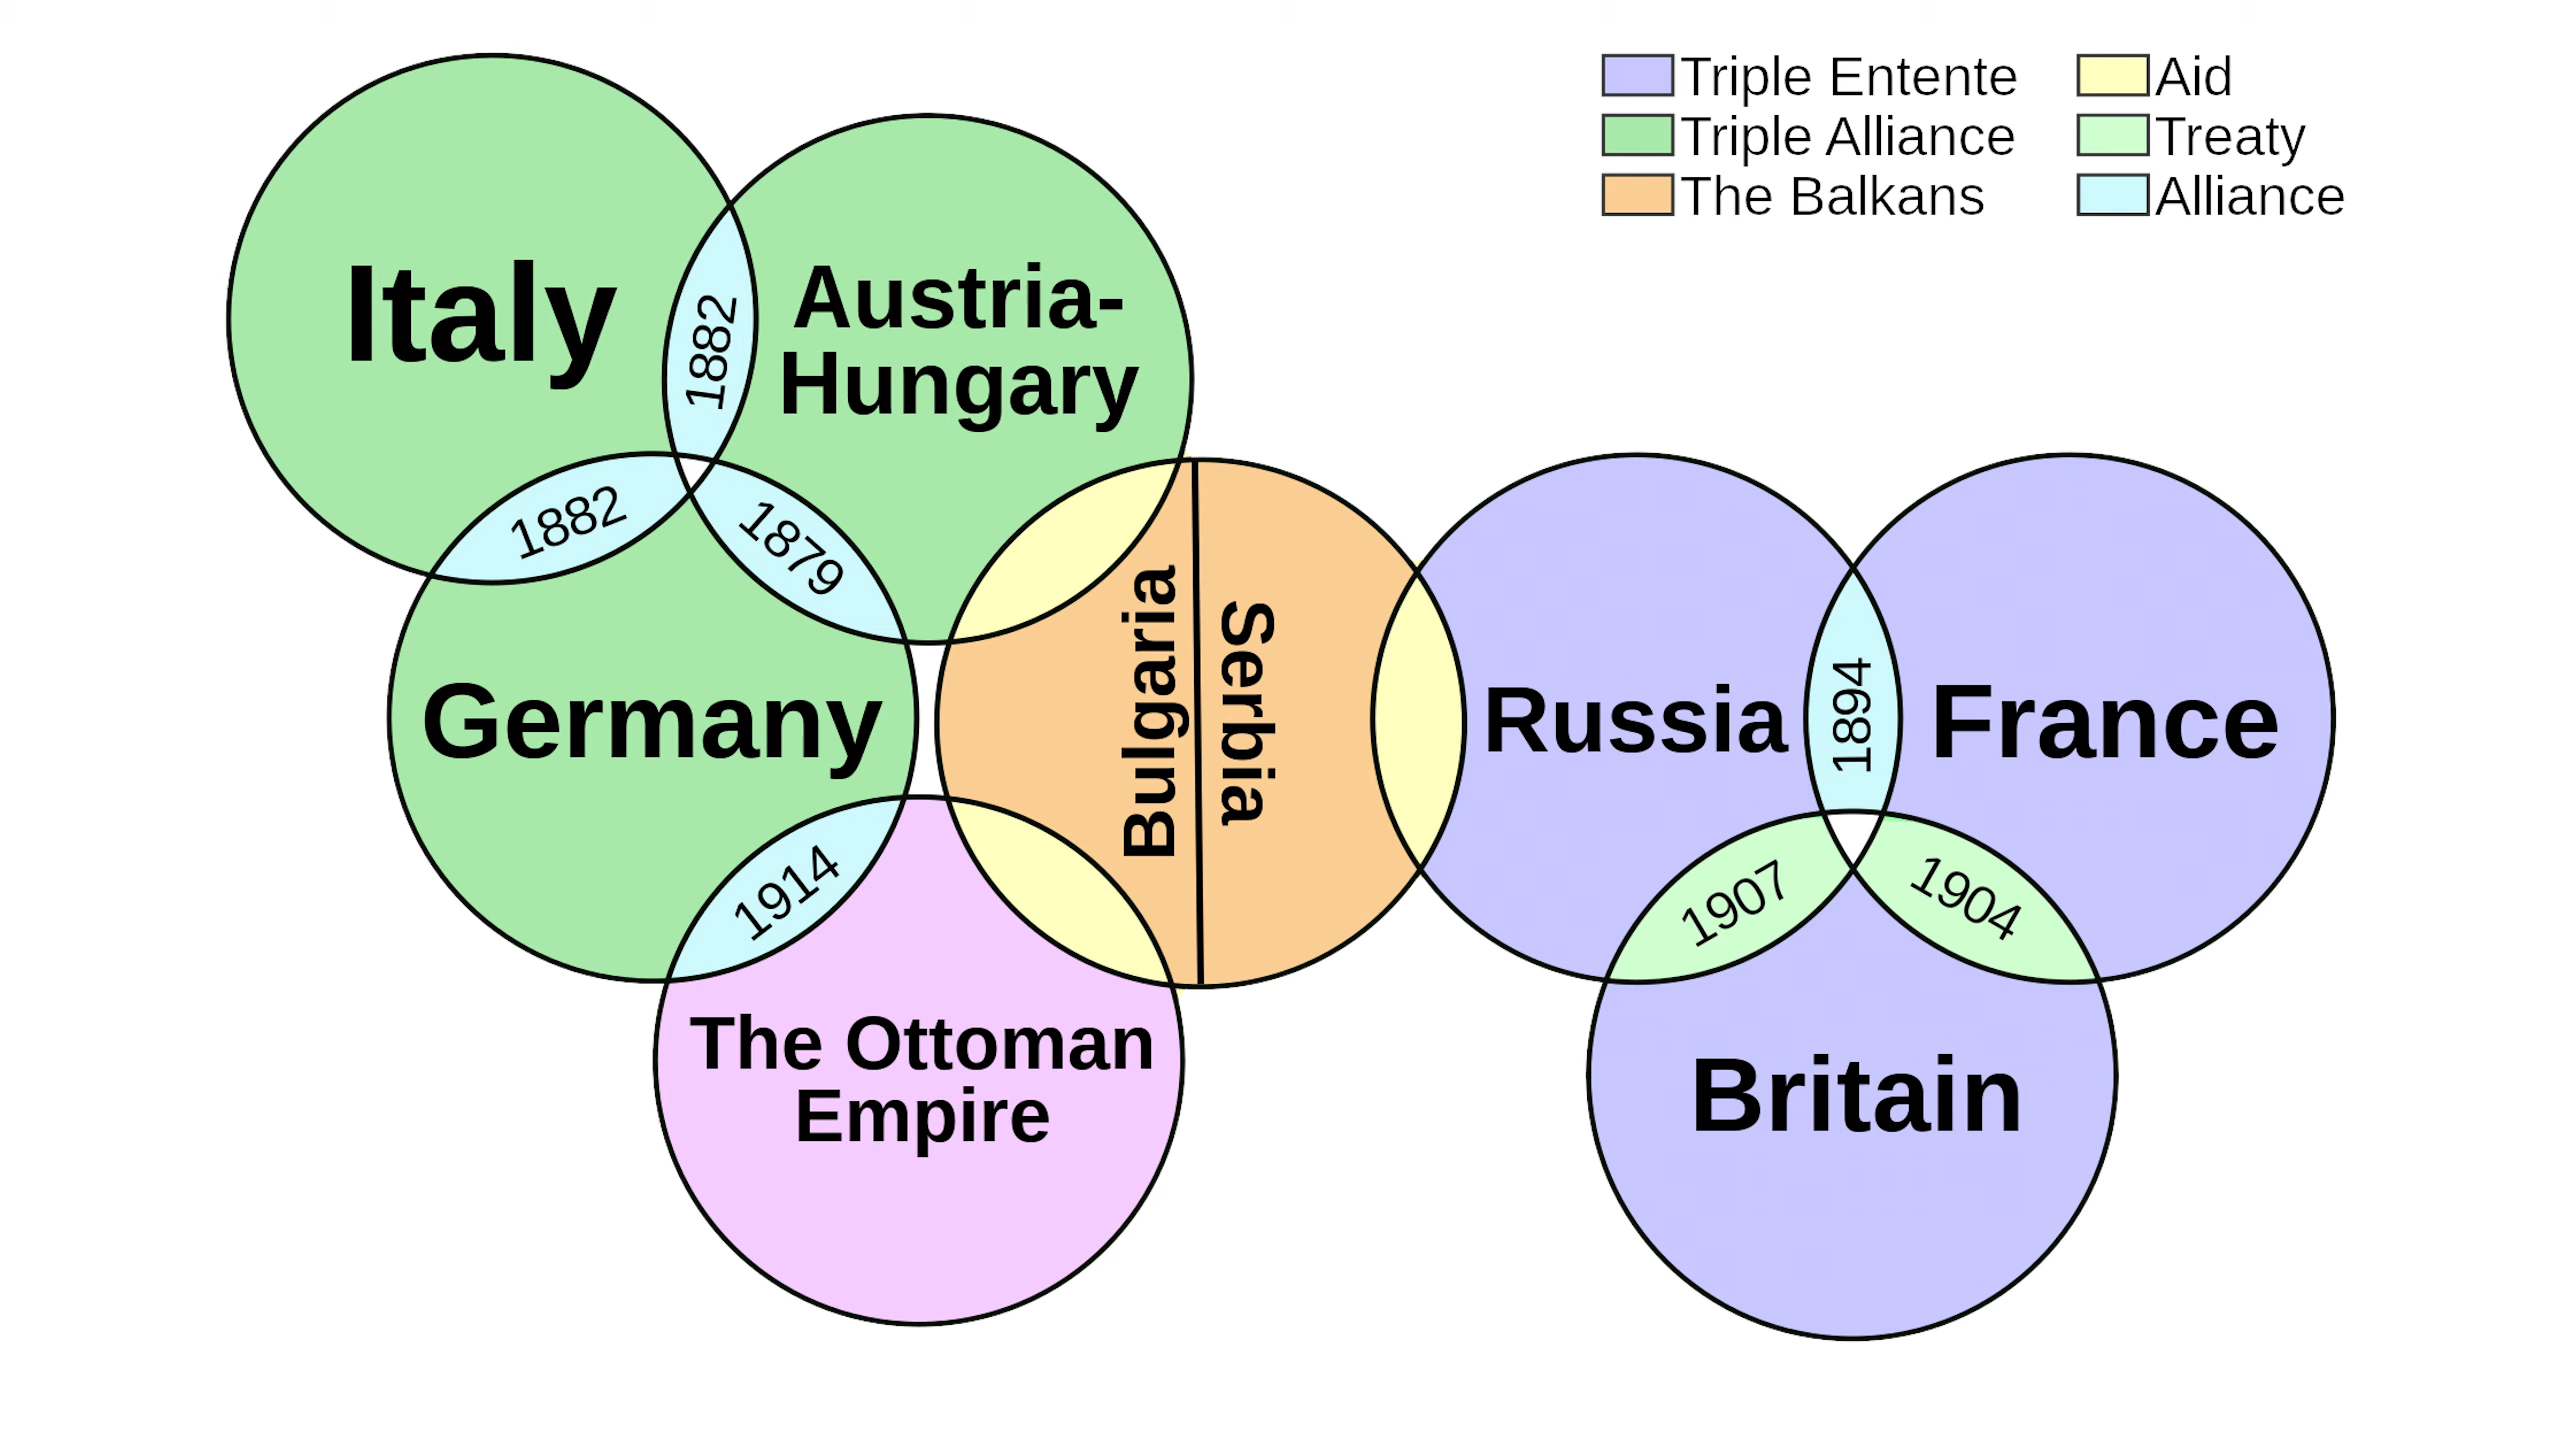 Triple Entente
Triple Alliance
The Balkans
Aid
Treaty
Alliance
Italy
1882
Austria-
Hungary
1882
1879
Germany
Bulgaria
Serbia
Russia
1894
France
1914
1907
1904
The Ottoman
Empire
Britain